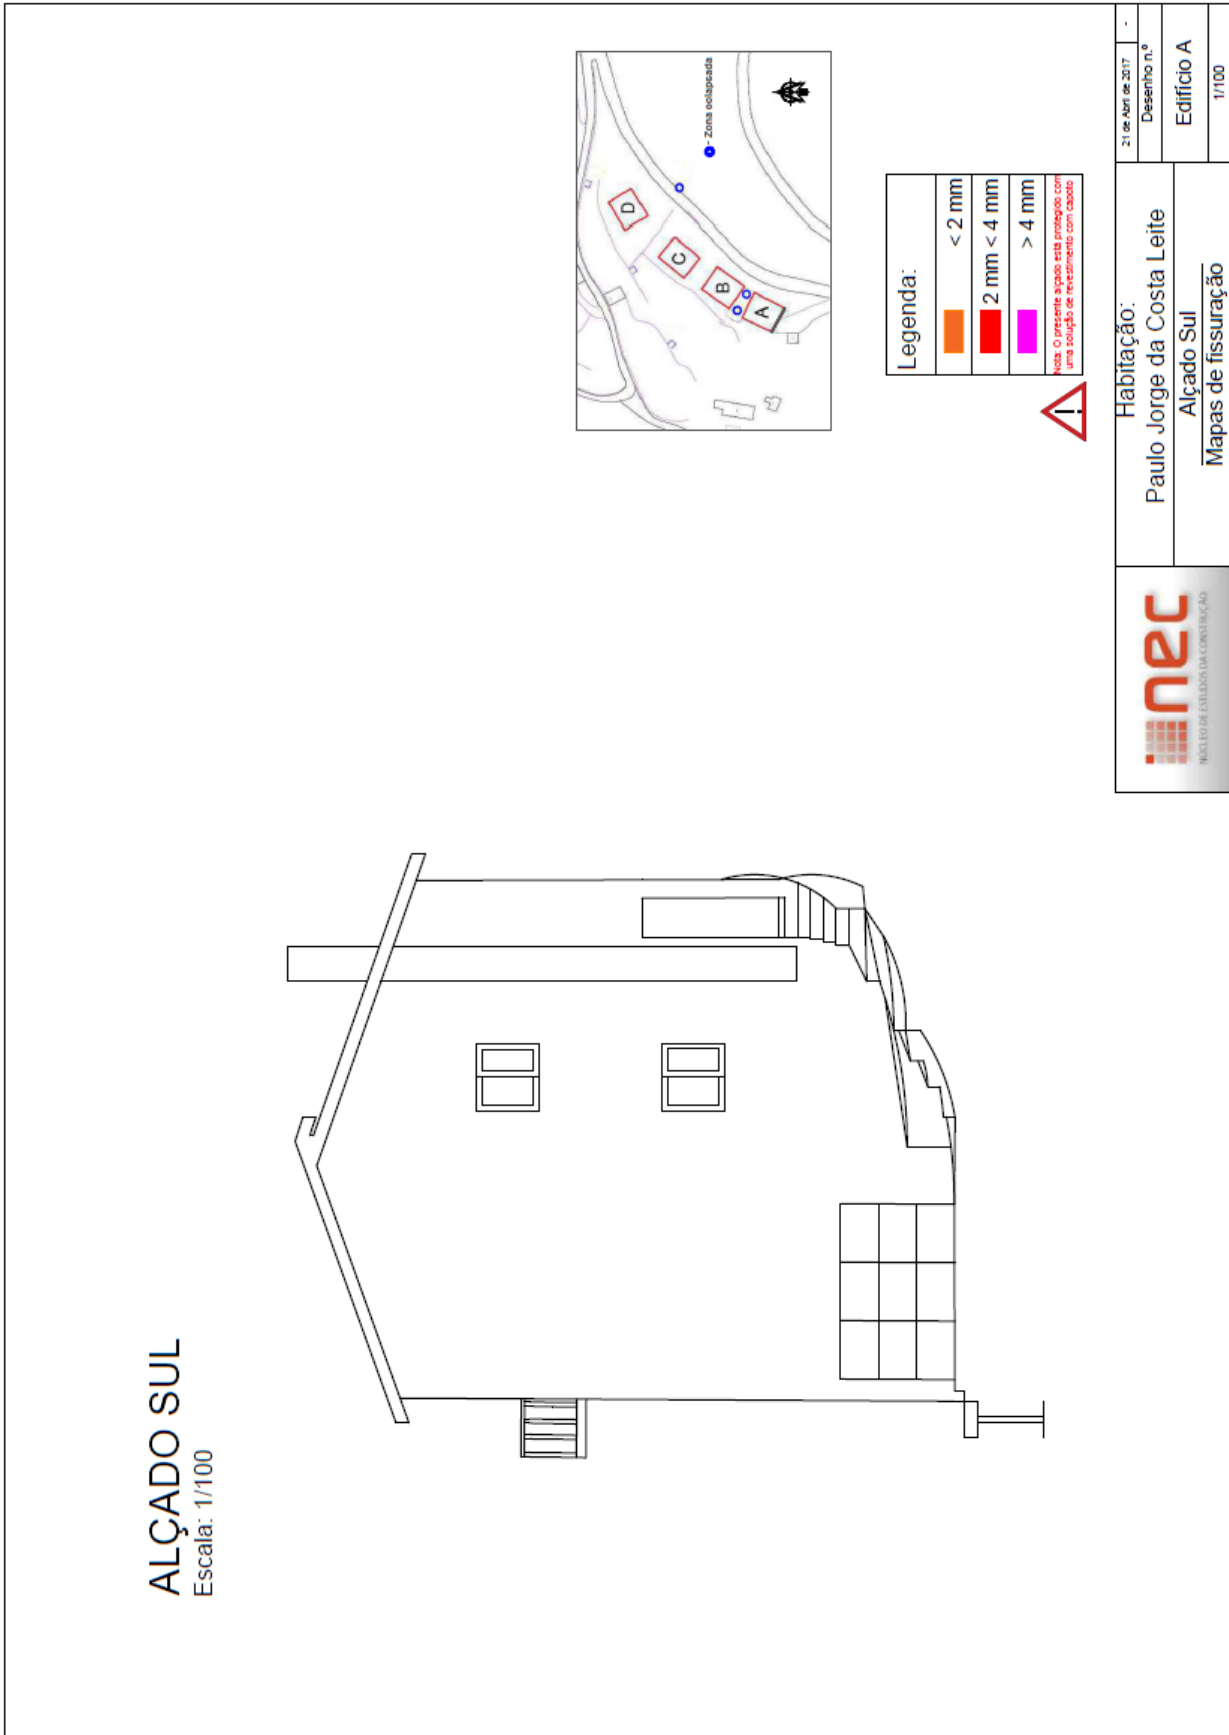 ALÇADO SUL
Escala: 1/100
D
C
B
A
- Zona colapsada
Legenda:
< 2 mm
2 mm < 4 mm
> 4 mm
Nota: O presente alçado está protegido com
uma solução de revestimento com capoto
nec
NÚCLEO DE ESTUDOS DA CONSTRUÇÃO
Habitação:
Paulo Jorge da Costa Leite
Alçado Sul
Mapas de fissuração
21 de Abril de 2017
-
Desenho n.º
Edifício A
1/100